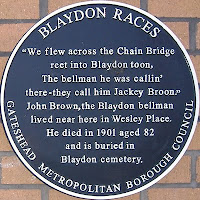 BLAYDON RACES
"We flew across the Chain Bridge
reet into Blaydon toon,
The bellman he was callin'
there-they call him Jackey Broon."
John Brown, the Blaydon bellman
lived near here in Wesley Place.
He died in 1901 aged 82
and is buried in
Blaydon cemetery.
GATESHEAD METROPOLITAN BOROUGH COUNCIL